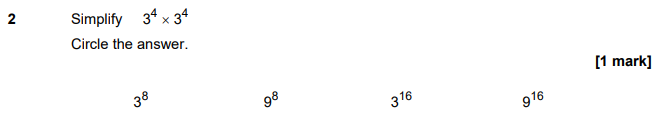 2 Simplify 3⁴ × 3⁴
Circle the answer.
[1 mark]
3⁸ 9⁸ 3¹⁶ 9¹⁶